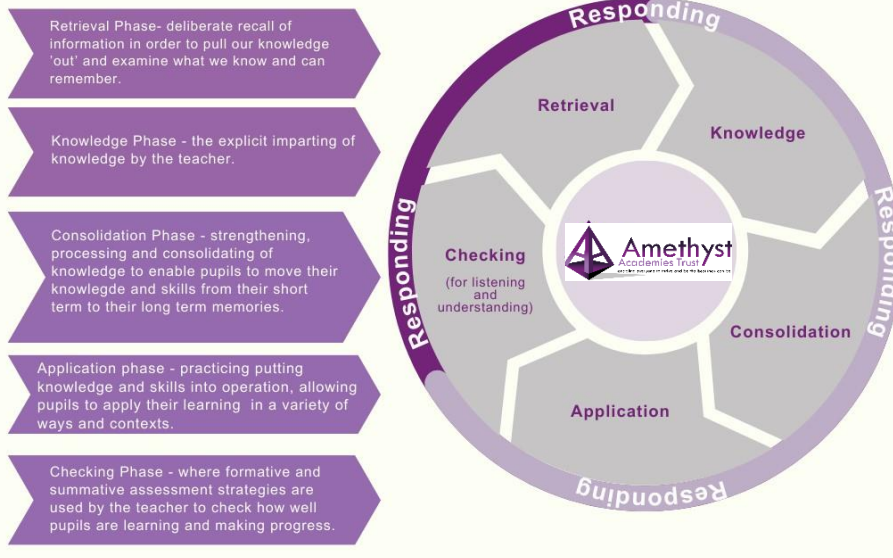 Retrieval Phase- deliberate recall of
information in order to pull our knowledge
'out' and examine what we know and can
remember.
Knowledge Phase - the explicit imparting of
knowledge by the teacher.
Consolidation Phase - strengthening,
processing and consolidating of
knowledge to enable pupils to move their
knowlegde and skills from their short
term to their long term memories.
Application phase - practicing putting
knowledge and skills into operation, allowing
pupils to apply their learning in a variety of
ways and contexts.
Checking Phase - where formative and
summative assessment strategies are
used by the teacher to check how well
pupils are learning and making progress.
Responding
Retrieval
Knowledge
Responding
Responding
Checking
(for listening
and
understanding)
Amethyst
Academies Trust
Consolidation
Application
Responding